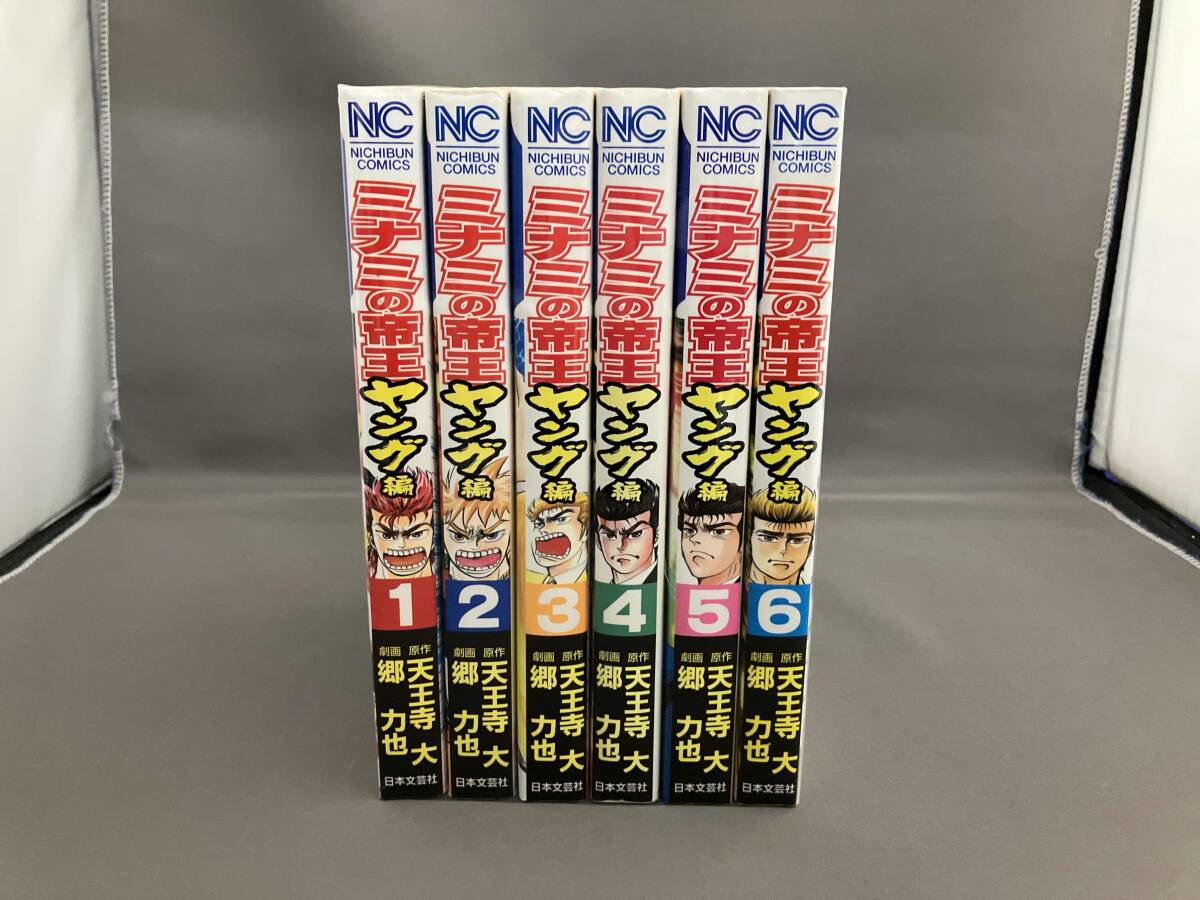 NC
NICHIBUN
COMICS
ミナミの帝王
ヤング編
1
原作 天王寺 大
劇画 郷 力也
日本文芸社
NC
NICHIBUN
COMICS
ミナミの帝王
ヤング編
2
原作 天王寺 大
劇画 郷 力也
日本文芸社
NC
NICHIBUN
COMICS
ミナミの帝王
ヤング編
3
原作 天王寺 大
劇画 郷 力也
日本文芸社
NC
NICHIBUN
COMICS
ミナミの帝王
ヤング編
4
原作 天王寺 大
劇画 郷 力也
日本文芸社
NC
NICHIBUN
COMICS
ミナミの帝王
ヤング編
5
原作 天王寺 大
劇画 郷 力也
日本文芸社
NC
NICHIBUN
COMICS
ミナミの帝王
ヤング編
6
原作 天王寺 大
劇画 郷 力也
日本文芸社